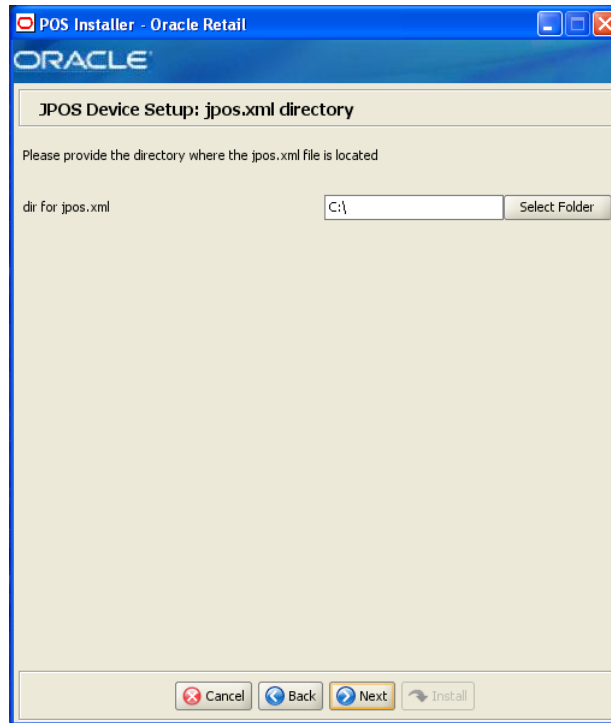 POS Installer - Oracle Retail
ORACLE
JPOS Device Setup: jpos.xml directory
Please provide the directory where the jpos.xml file is located
dir for jpos.xml C:\ Select Folder
Cancel Back Next Install